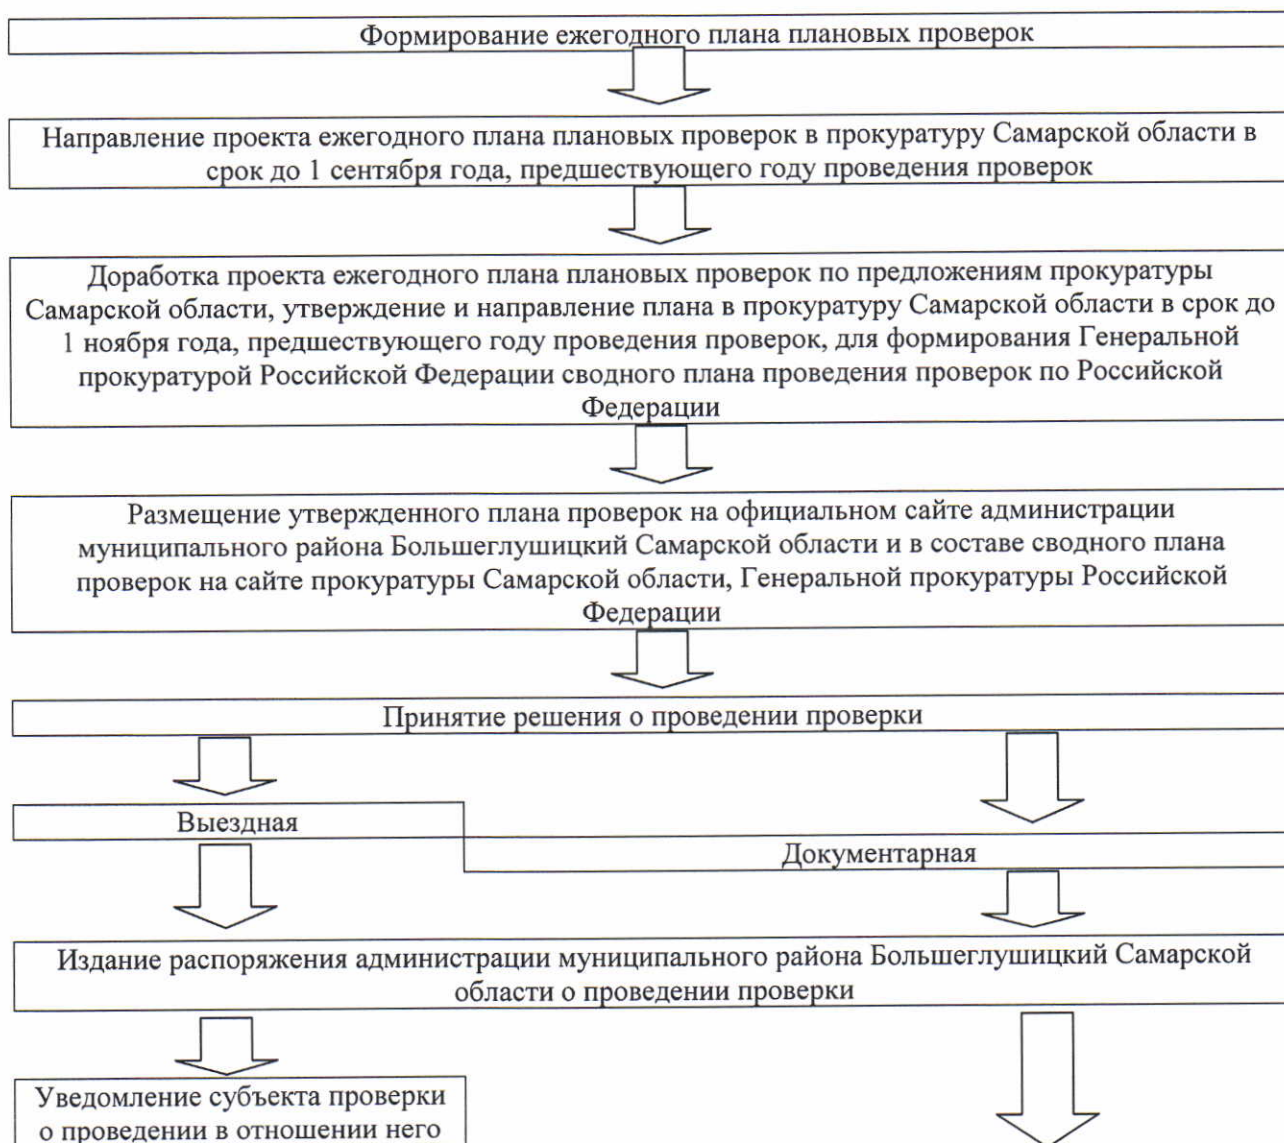 Формирование ежегодного плана плановых проверок
Направление проекта ежегодного плана плановых проверок в прокуратуру Самарской области в
срок до 1 сентября года, предшествующего году проведения проверок
Доработка проекта ежегодного плана плановых проверок по предложениям прокуратуры
Самарской области, утверждение и направление плана в прокуратуру Самарской области в срок до
1 ноября года, предшествующего году проведения проверок, для формирования Генеральной
прокуратурой Российской Федерации сводного плана проведения проверок по Российской
Федерации
Размещение утвержденного плана проверок на официальном сайте администрации
муниципального района Большеглушицкий Самарской области и в составе сводного плана
проверок на сайте прокуратуры Самарской области, Генеральной прокуратуры Российской
Федерации
Принятие решения о проведении проверки
Выездная
Документарная
Издание распоряжения администрации муниципального района Большеглушицкий Самарской
области о проведении проверки
Уведомление субъекта проверки
о проведении в отношении него